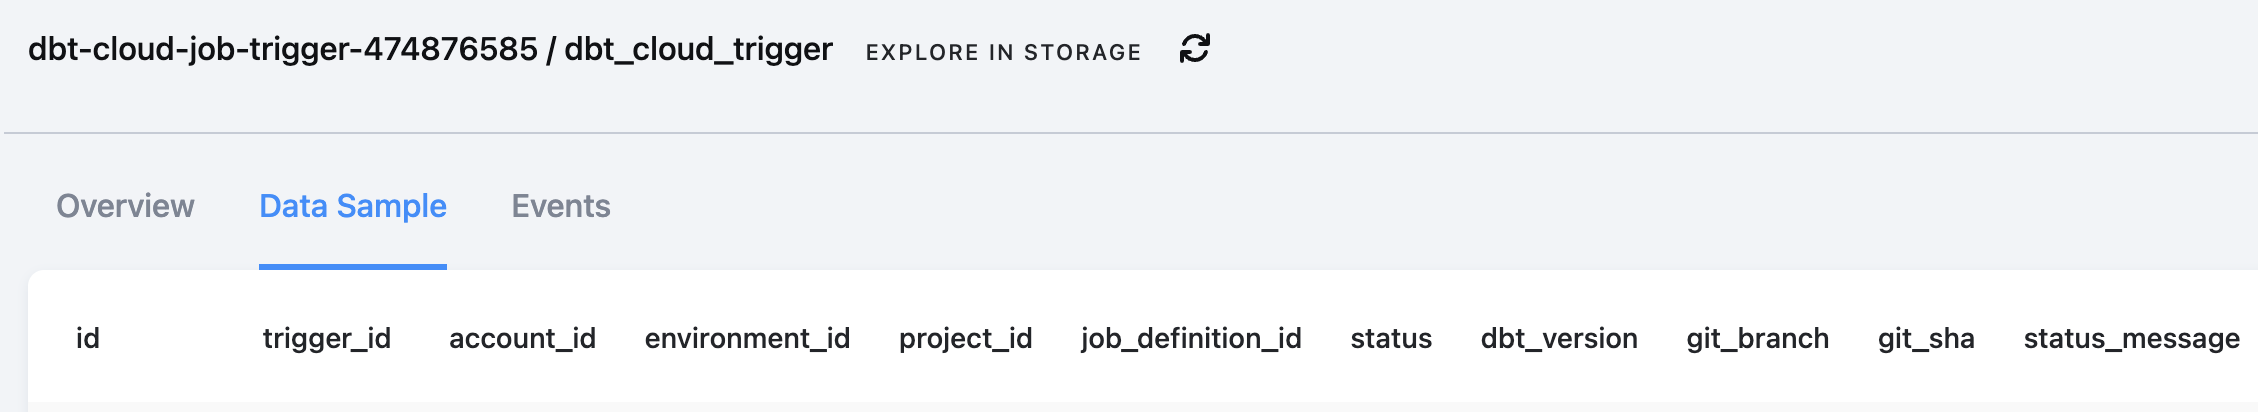 dbt-cloud-job-trigger-474876585 / dbt_cloud_trigger EXPLORE IN STORAGE
Overview Data Sample Events
id trigger_id account_id environment_id project_id job_definition_id status dbt_version git_branch git_sha status_message